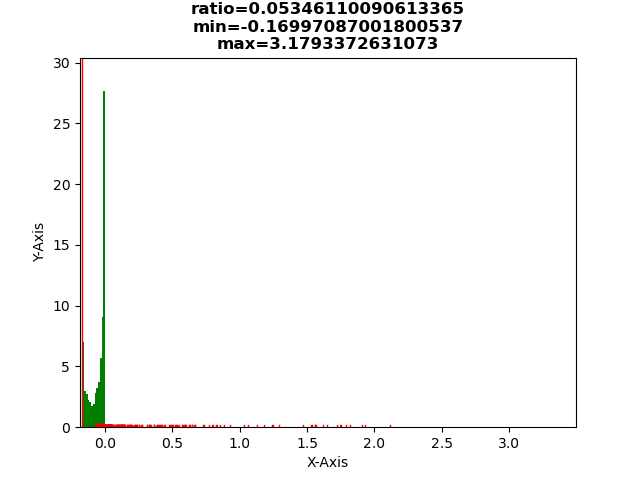 ratio=0.05346110090613365
min=-0.16997087001800537
max=3.1793372631073
30
25
20
15
10
5
0
Y-Axis
0.0 0.5 1.0 1.5 2.0 2.5 3.0
X-Axis